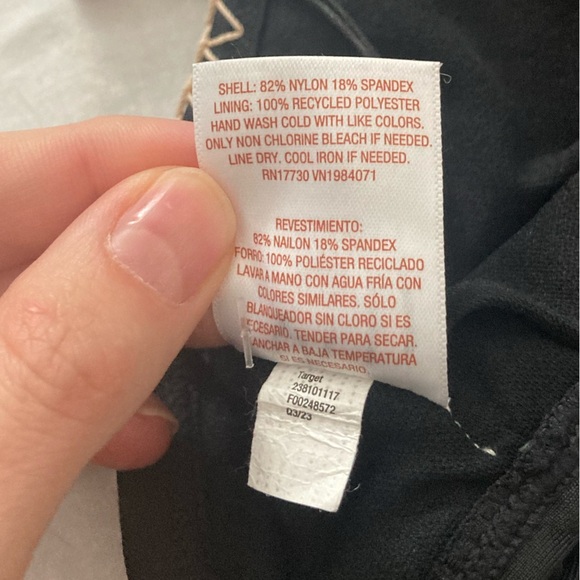 SHELL: 82% NYLON 18% SPANDEX
LINING: 100% RECYCLED POLYESTER
HAND WASH COLD WITH LIKE COLORS.
ONLY NON CHLORINE BLEACH IF NEEDED.
LINE DRY. COOL IRON IF NEEDED.
RN17730 VN1984071
REVESTIMIENTO:
82% NAILON 18% SPANDEX
FORRO: 100% POLIÉSTER RECICLADO
LAVAR A MANO CON AGUA FRÍA CON
COLORES SIMILARES. SÓLO
BLANQUEADOR SIN CLORO SI ES
ECESARIO. TENDER PARA SECAR.
ANCHAR A BAJA TEMPERATURA
SI ES NECESARIO.
Target
238101117
F00248572
03/23